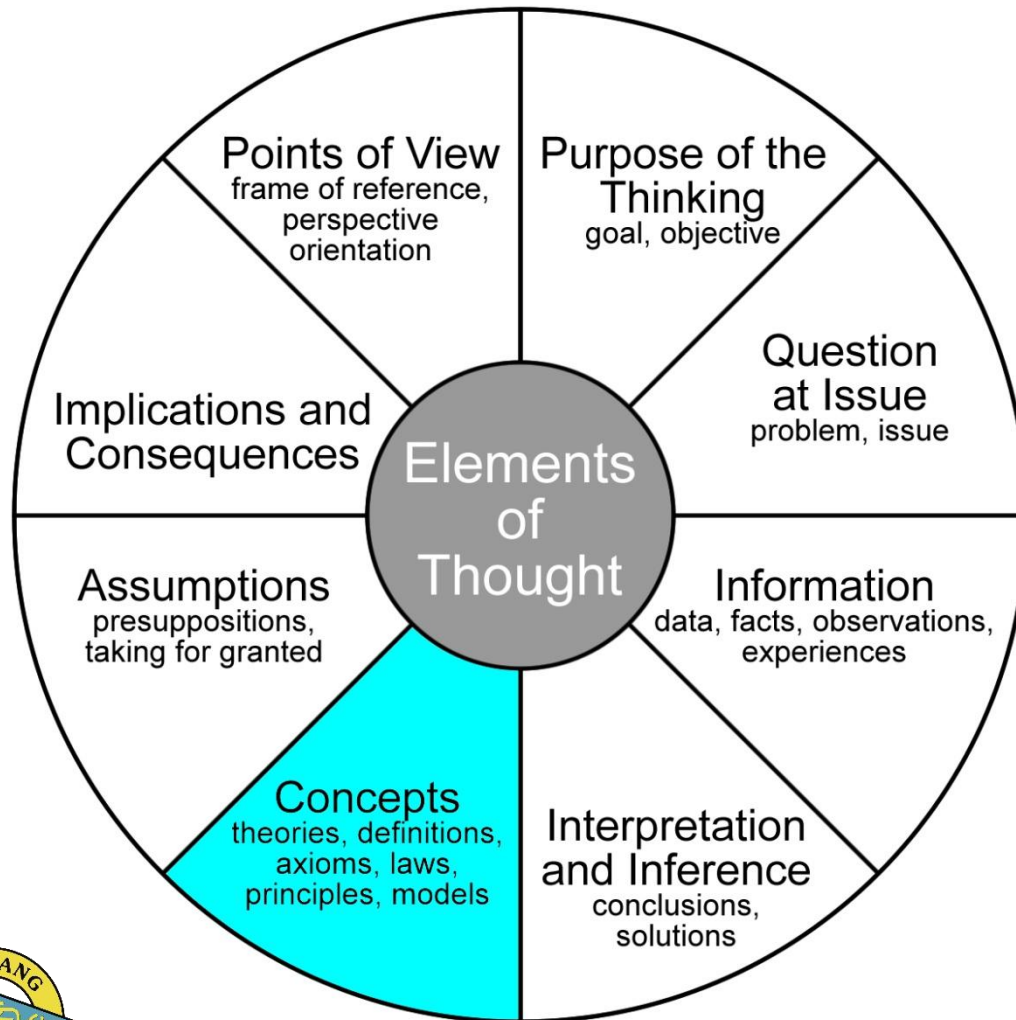 Points of View
frame of reference,
perspective
orientation
Purpose of the
Thinking
goal, objective
Question
at Issue
problem, issue
Information
data, facts, observations,
experiences
Interpretation
and Inference
conclusions,
solutions
Concepts
theories, definitions,
axioms, laws,
principles, models
Assumptions
presuppositions,
taking for granted
Implications and
Consequences
Elements
of
Thought